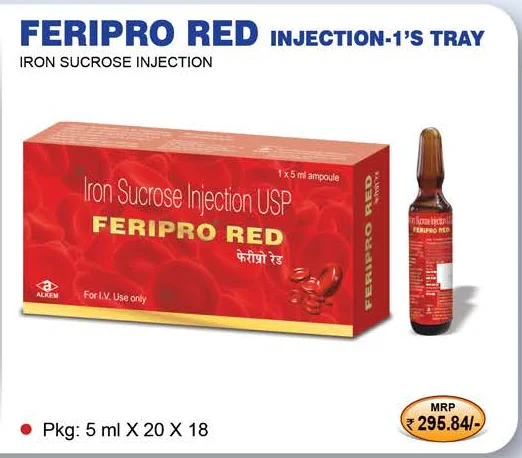 FERIPRO RED INJECTION-1'S TRAY
IRON SUCROSE INJECTION
1 x 5 ml ampoule
Iron Sucrose Injection USP
FERIPRO RED
फेरीप्रो रेड
ALKEM
For I.V. Use only
FERIPRO RED
Iron Sucrose Injection U
FERIPRO RED
Pkg: 5 ml X 20 X 18
MRP
₹ 295.84/-